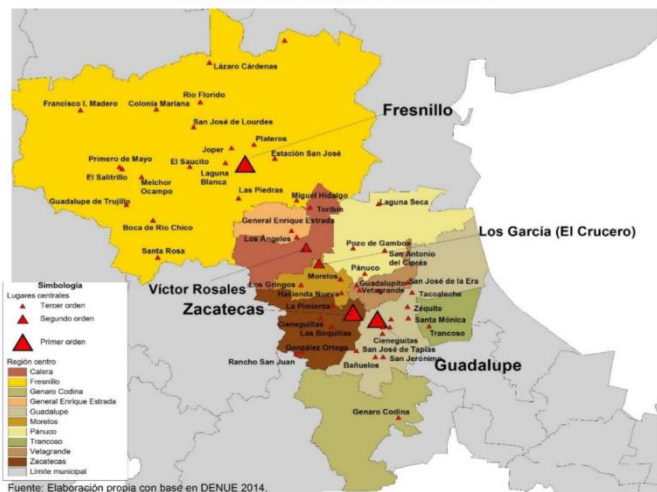 Lázaro Cárdenas
Río Florido
Francisco I. Madero
Colonia Mariana
Fresnillo
San José de Lourdes
Plateros
Joper
Estación San José
Primero de Mayo
El Saucito
Laguna
Blanca
El Salitrillo
Melchor
Ocampo
Las Piedras
Miguel Hidalgo
Guadalupe de Trujillo
Toribio
Laguna Seca
Boca de Río Chico
General Enrique Estrada
Los García (El Crucero)
Los Ángeles
Pozo de Gamboa
San Antonio
del Ciprés
Santa Rosa
Pánuco
Morelos
Víctor Rosales
Los Gongos
Guadalupito
San José de la Era
Hacienda Nueva
Vetagrande
Tacoaleche
Zacatecas
La Pimienta
Zóquite
Cieneguillas
Santa Mónica
Las Boquillas
Cieneguitas
Trancoso
González Ortega
San José de Tapias
Guadalupe
Rancho San Juan
San Jerónimo
Bañuelos
Genaro Codina
Simbología
Lugares centrales
Tercer orden
Segundo orden
Primer orden
Región centro
Calera
Fresnillo
Genaro Codina
General Enrique Estrada
Guadalupe
Morelos
Pánuco
Trancoso
Vetagrande
Zacatecas
Límite municipal
Fuente: Elaboración propia con base en DENUE 2014.